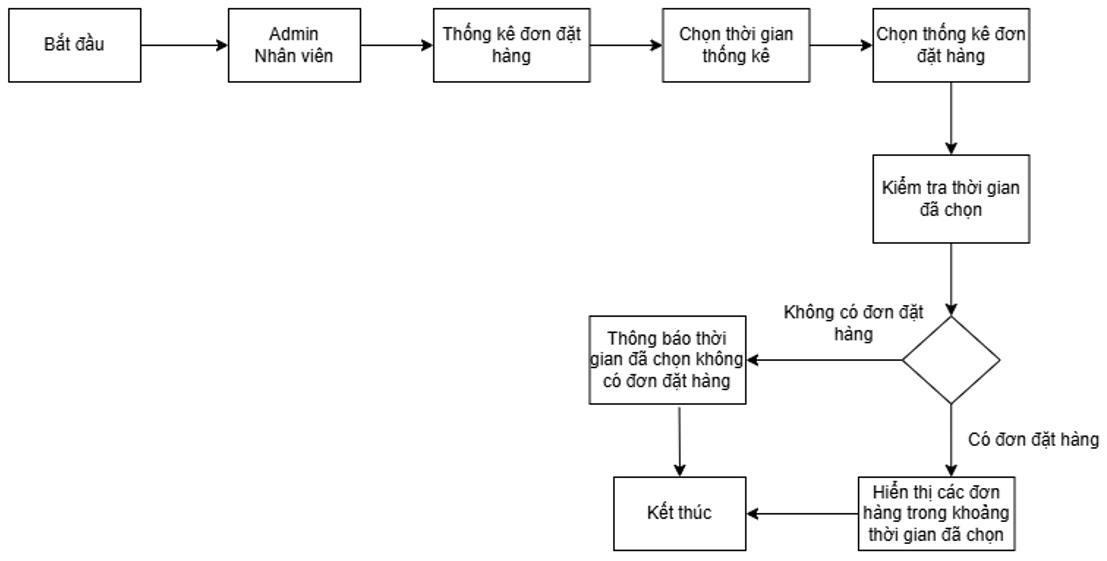 Bắt đầu
Admin
Nhân viên
Thống kê đơn đặt
hàng
Chọn thời gian
thống kê
Chọn thống kê đơn
đặt hàng
Kiểm tra thời gian
đã chọn
Không có đơn đặt
hàng
Thông báo thời
gian đã chọn không
có đơn đặt hàng
Có đơn đặt hàng
Hiển thị các đơn
hàng trong khoảng
thời gian đã chọn
Kết thúc